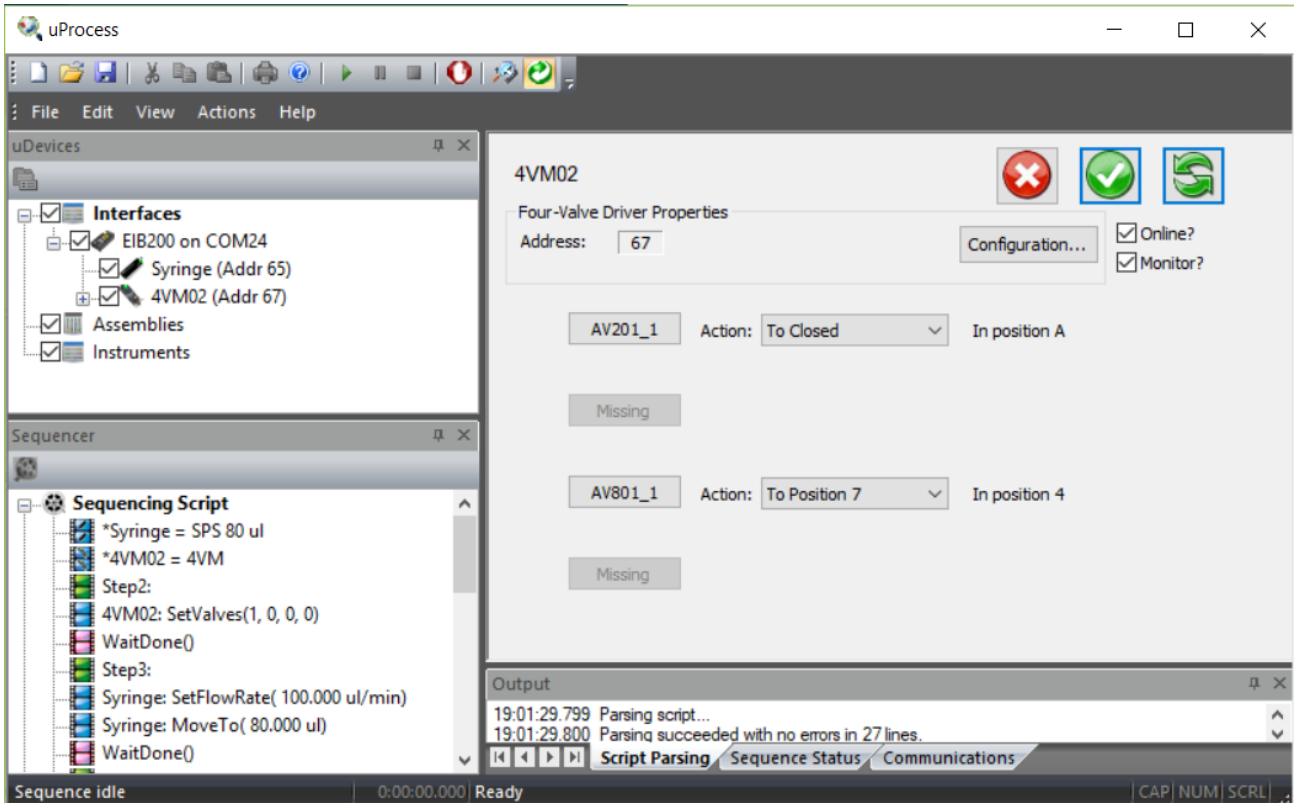 uProcess
File Edit View Actions Help
uDevices
Interfaces
EIB200 on COM24
Syringe (Addr 65)
4VM02 (Addr 67)
Assemblies
Instruments
Sequencer
Sequencing Script
*Syringe = SPS 80 ul
*4VM02 = 4VM
Step2:
4VM02: SetValves(1, 0, 0, 0)
WaitDone()
Step3:
Syringe: SetFlowRate( 100.000 ul/min)
Syringe: MoveTo( 80.000 ul)
WaitDone()
4VM02
Four-Valve Driver Properties
Address: 67
Configuration...
Online?
Monitor?
AV201_1 Action: To Closed In position A
Missing
AV801_1 Action: To Position 7 In position 4
Missing
Output
19:01:29.799 Parsing script...
19:01:29.800 Parsing succeeded with no errors in 27 lines.
Script Parsing Sequence Status Communications
Sequence idle 0:00:00.000 Ready CAP NUM SCRL